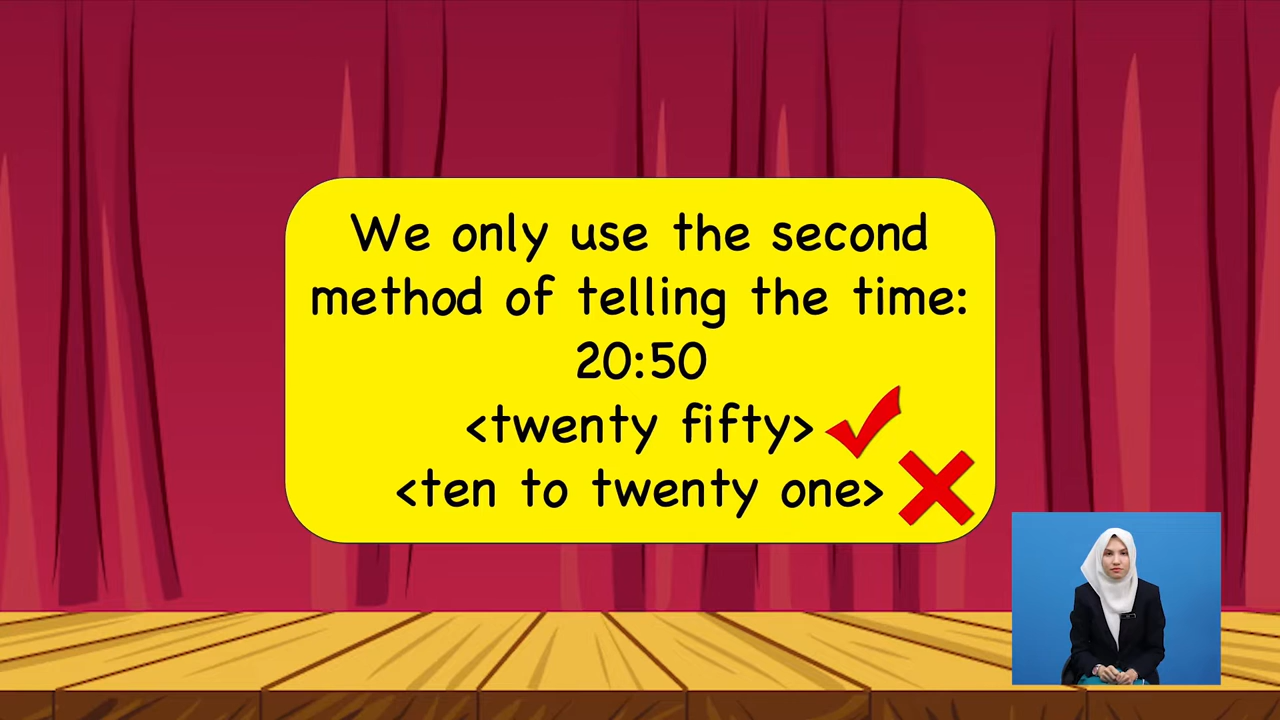 We only use the second
method of telling the time:
20:50
<twenty fifty>
<ten to twenty one>